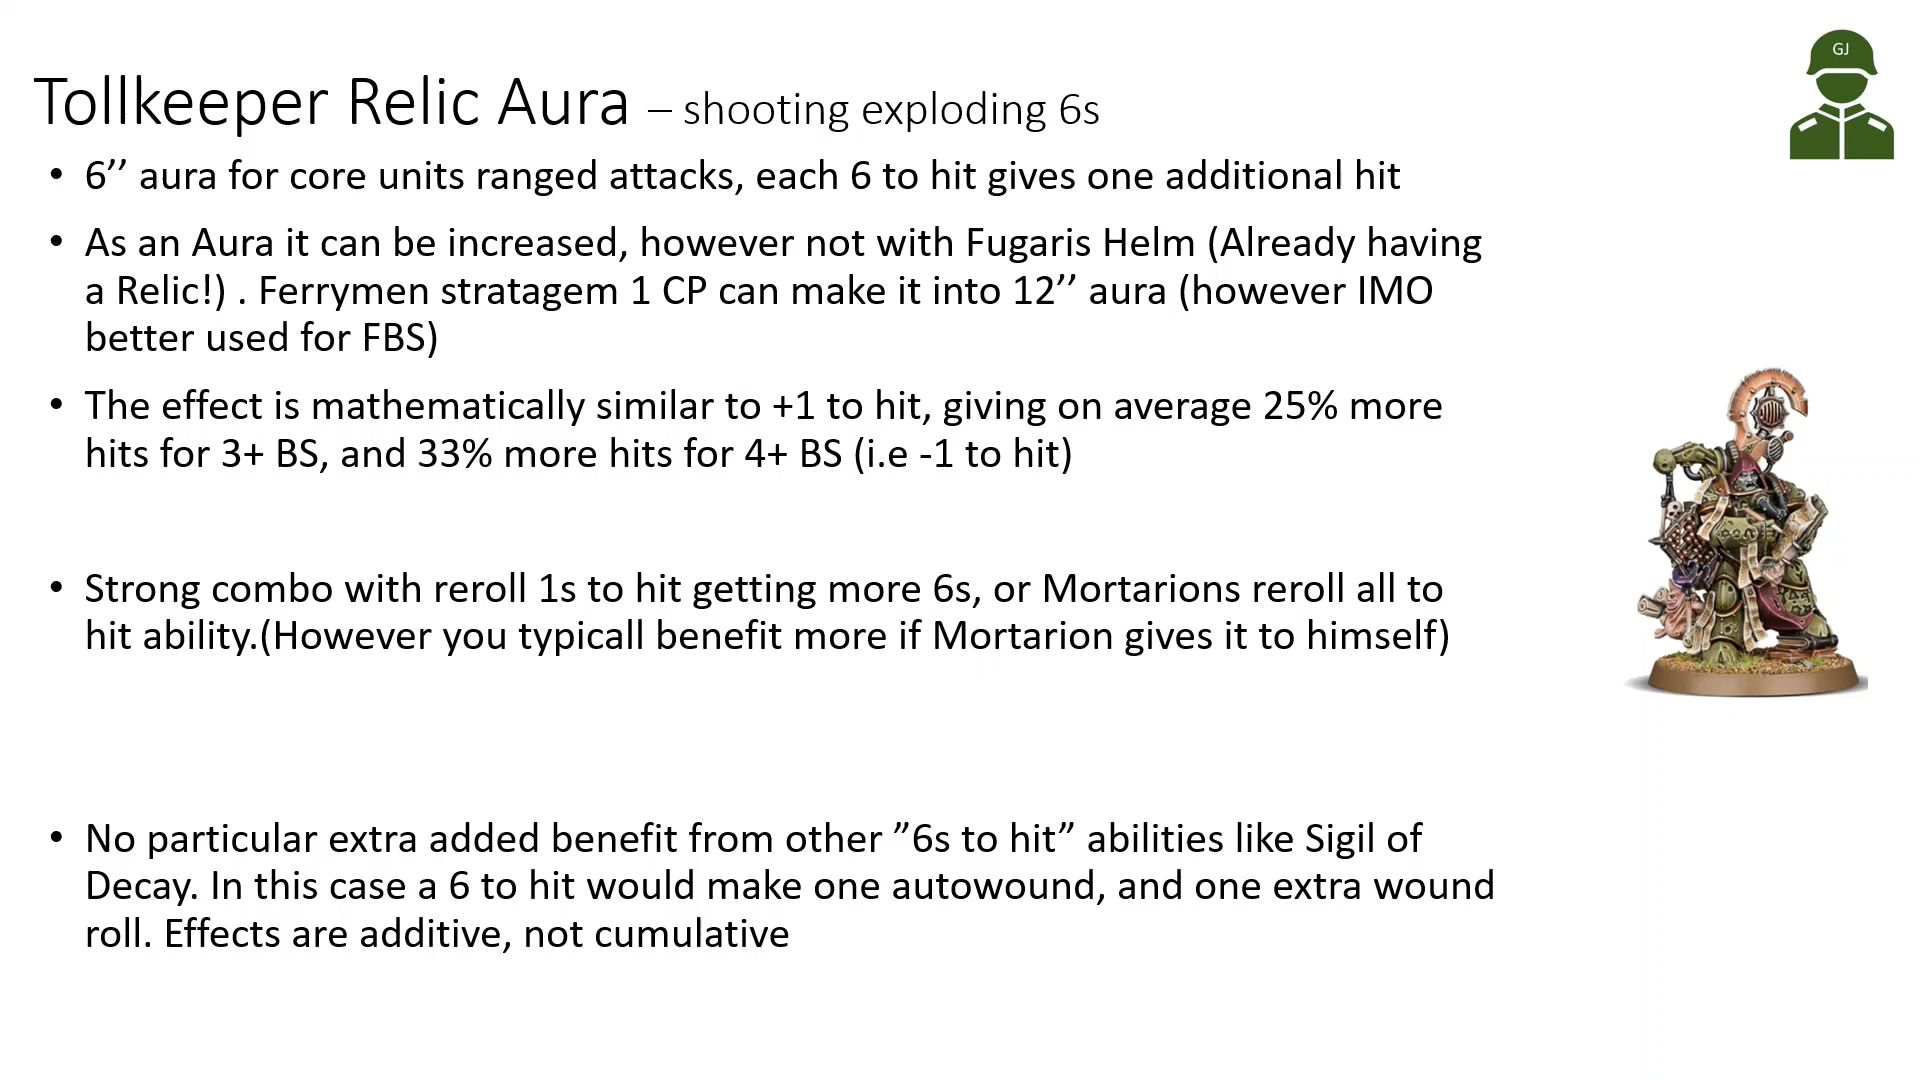 GJ
Tollkeeper Relic Aura – shooting exploding 6s
• 6’’ aura for core units ranged attacks, each 6 to hit gives one additional hit
• As an Aura it can be increased, however not with Fugaris Helm (Already having
a Relic!) . Ferrymen stratagem 1 CP can make it into 12’’ aura (however IMO
better used for FBS)
• The effect is mathematically similar to +1 to hit, giving on average 25% more
hits for 3+ BS, and 33% more hits for 4+ BS (i.e -1 to hit)
• Strong combo with reroll 1s to hit getting more 6s, or Mortarions reroll all to
hit ability.(However you typicall benefit more if Mortarion gives it to himself)
• No particular extra added benefit from other ”6s to hit” abilities like Sigil of
Decay. In this case a 6 to hit would make one autowound, and one extra wound
roll. Effects are additive, not cumulative